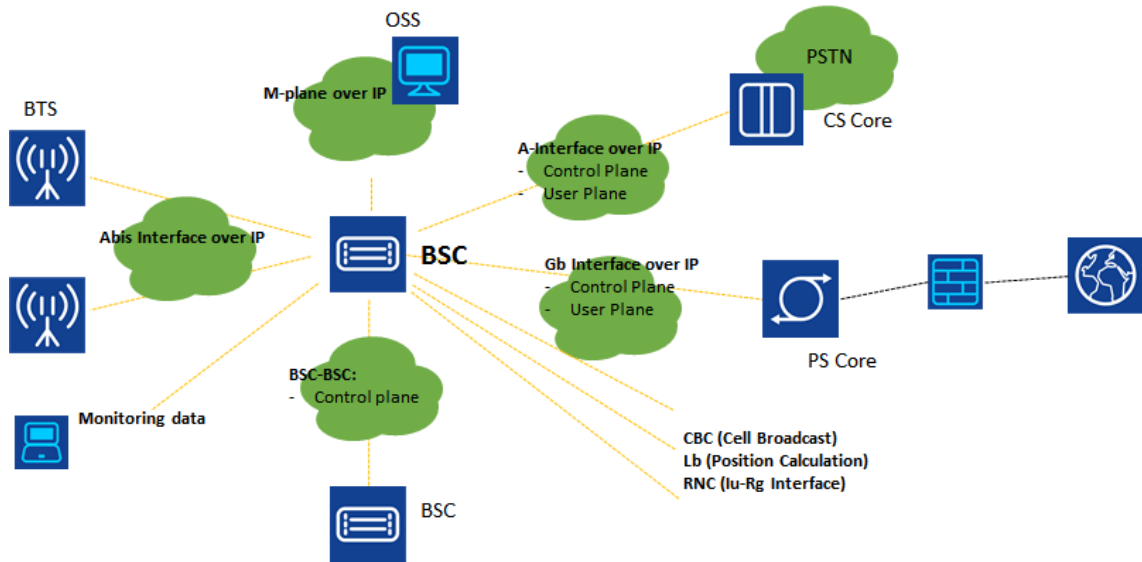 OSS
PSTN
M-plane over IP
BTS
CS Core
A-Interface over IP
- Control Plane
- User Plane
Abis Interface over IP
BSC
Gb Interface over IP
- Control Plane
- User Plane
PS Core
BSC-BSC:
- Control plane
Monitoring data
CBC (Cell Broadcast)
Lb (Position Calculation)
RNC (Iu-Rg Interface)
BSC